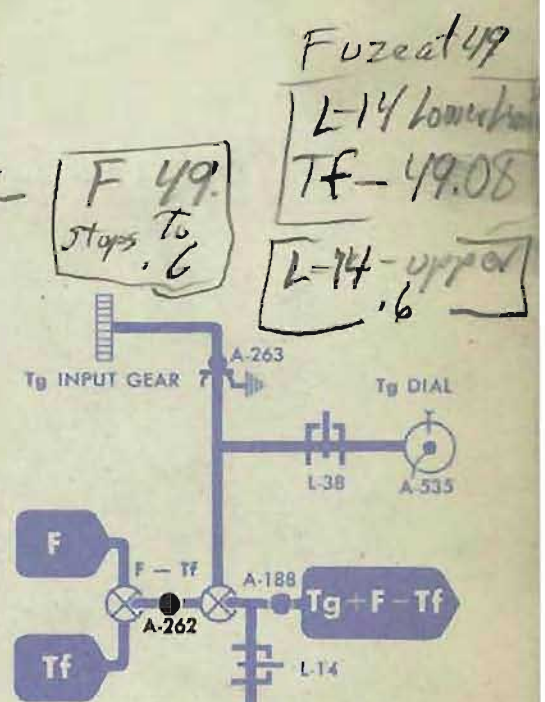 Fuze at 49
L-14 Lower
Tf - 49.08
F 49.
stops To
.6
L-14 - upper
.6
A-263
Tg INPUT GEAR
Tg DIAL
L-38
A-535
F
F - Tf
A-188
Tg + F - Tf
A-262
Tf
L-14